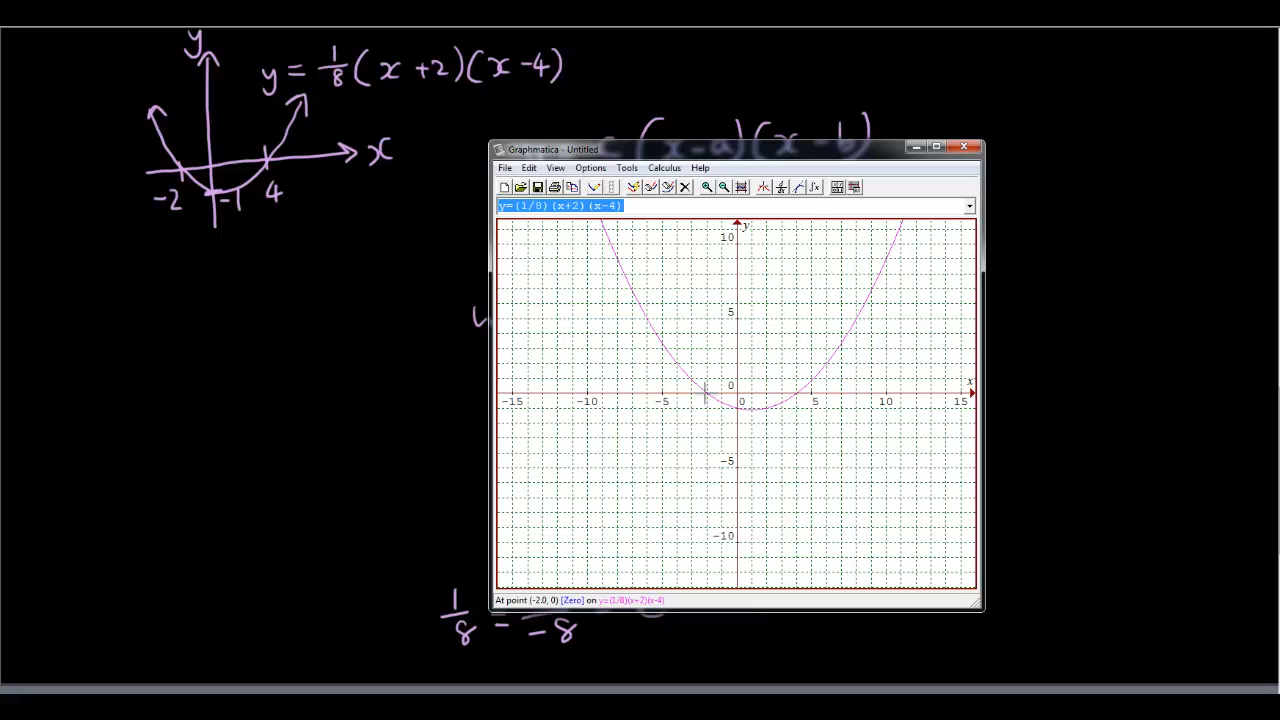 y
y = 1/8 (x + 2)(x - 4)
x
-2 -1 4
(x-a)(x-b)
Graphmatica - Untitled
File Edit View Options Tools Calculus Help
y=(1/8)(x+2)(x-4)
y
10
5
0
x
-15 -10 -5 0 5 10 15
-5
-10
At point (-2.0, 0) [Zero] on y=(1/8)(x+2)(x-4)
1/8 = /-8